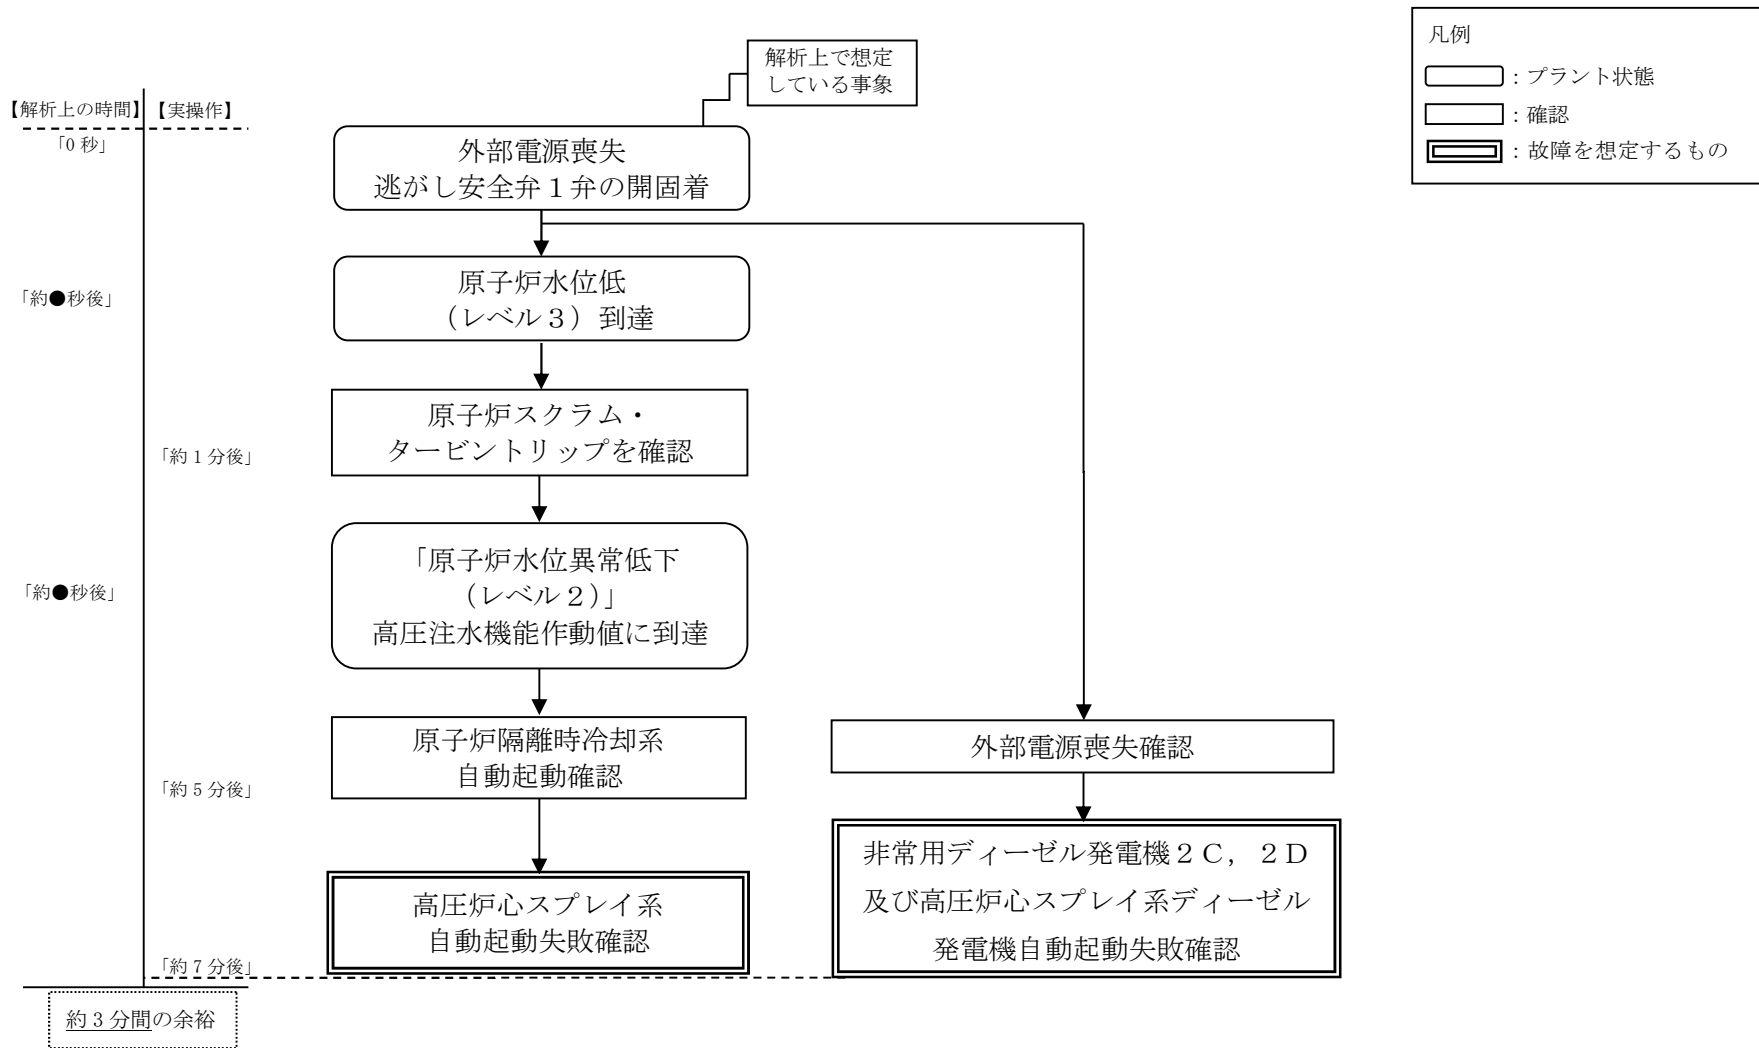 解析上で想定
している事象
凡例
：プラント状態
：確認
：故障を想定するもの
【解析上の時間】
【実操作】
「0 秒」
外部電源喪失
逃がし安全弁１弁の開固着
「約●秒後」
原子炉水位低
（レベル３）到達
原子炉スクラム・
タービントリップを確認
「約 1 分後」
「原子炉水位異常低下
（レベル２）」
高圧注水機能作動値に到達
「約●秒後」
原子炉隔離時冷却系
自動起動確認
「約 5 分後」
外部電源喪失確認
高圧炉心スプレイ系
自動起動失敗確認
非常用ディーゼル発電機２Ｃ，２Ｄ
及び高圧炉心スプレイ系ディーゼル
発電機自動起動失敗確認
「約 7 分後」
約 3 分間の余裕